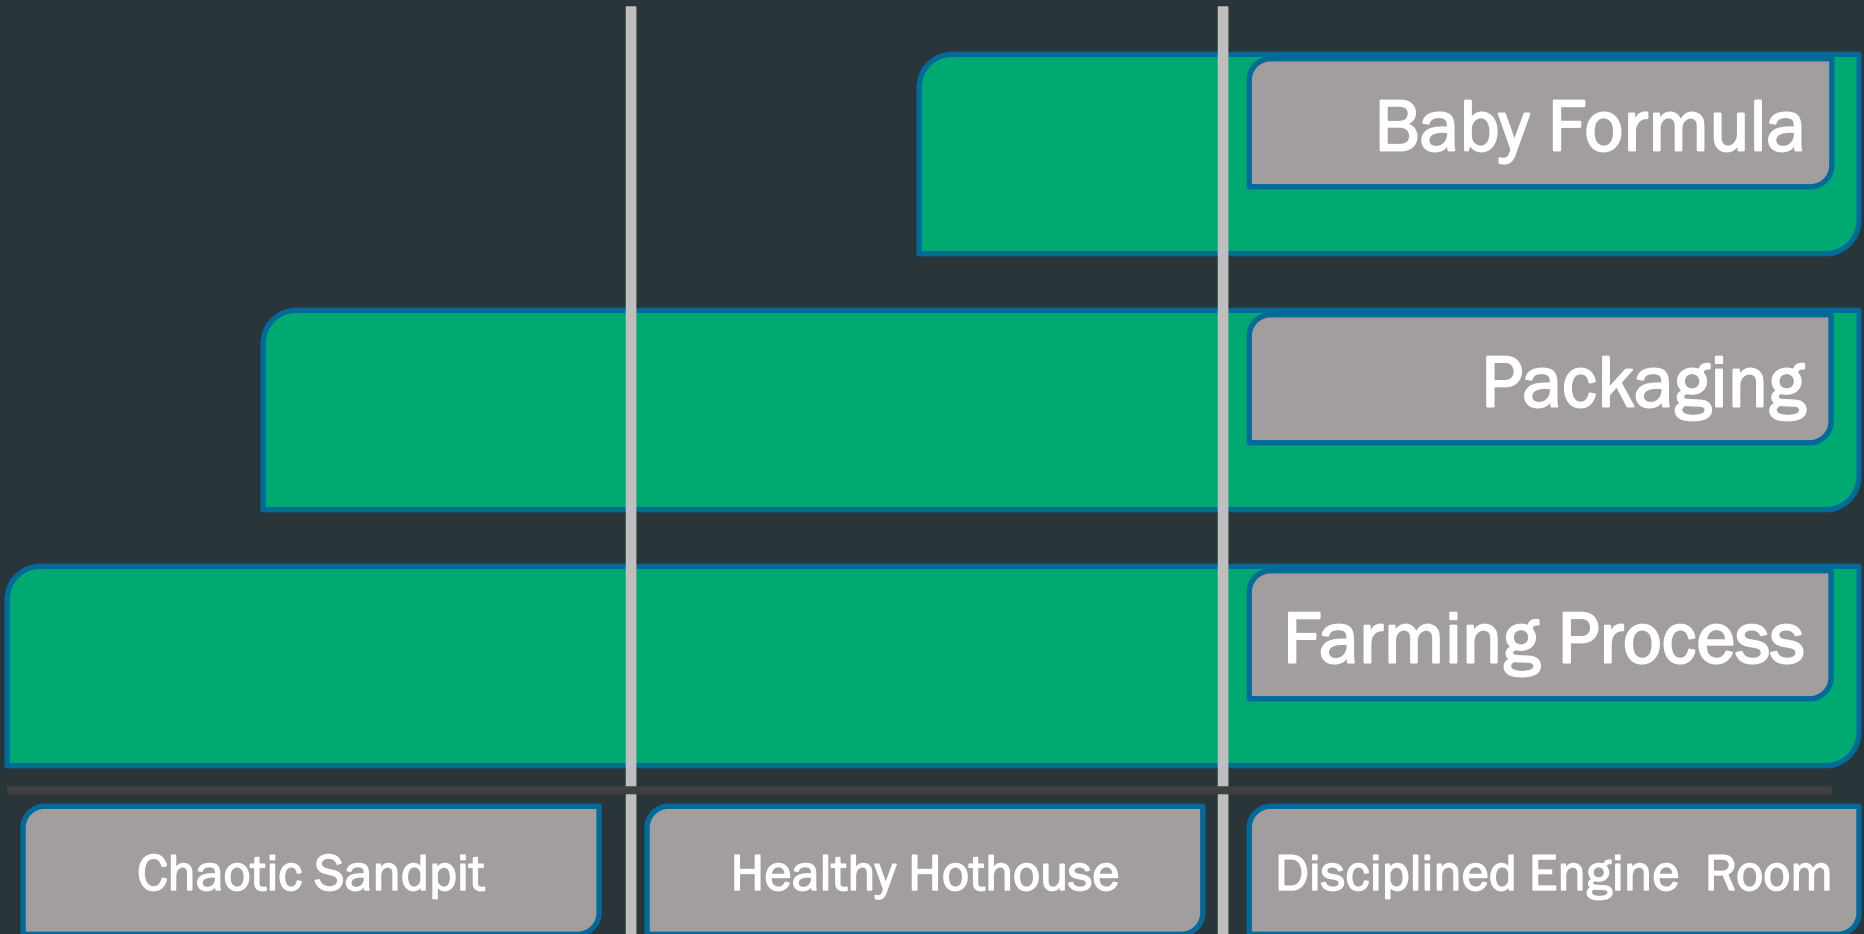 Baby Formula
Packaging
Farming Process
Chaotic Sandpit
Healthy Hothouse
Disciplined Engine  Room